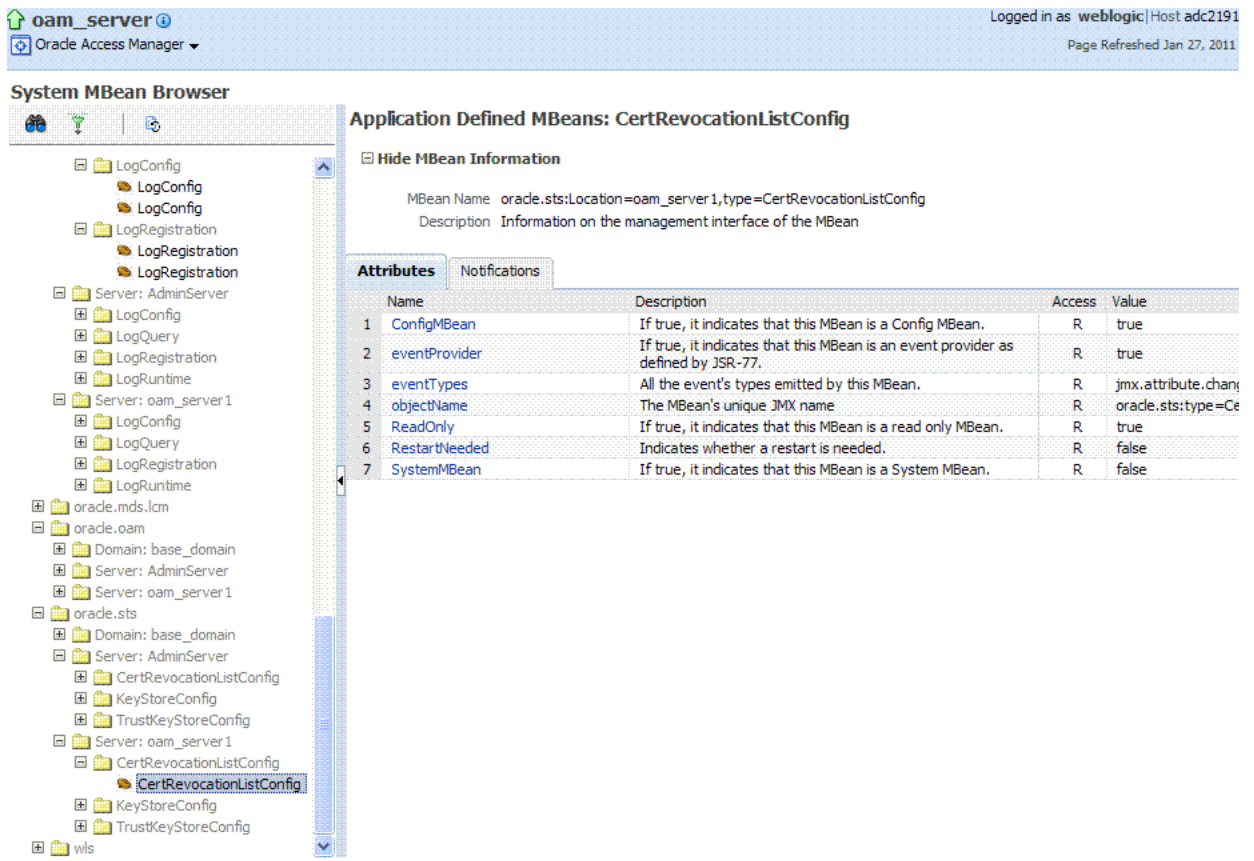 oam_server
Logged in as weblogic|Host adc2191
Oracle Access Manager
Page Refreshed Jan 27, 2011
System MBean Browser
LogConfig
LogConfig
LogConfig
LogRegistration
LogRegistration
LogRegistration
Server: AdminServer
LogConfig
LogQuery
LogRegistration
LogRuntime
Server: oam_server1
LogConfig
LogQuery
LogRegistration
LogRuntime
oracle.mds.lcm
oracle.oam
Domain: base_domain
Server: AdminServer
Server: oam_server1
oracle.sts
Domain: base_domain
Server: AdminServer
CertRevocationListConfig
KeyStoreConfig
TrustKeyStoreConfig
Server: oam_server1
CertRevocationListConfig
CertRevocationListConfig
KeyStoreConfig
TrustKeyStoreConfig
wls
Application Defined MBeans: CertRevocationListConfig
Hide MBean Information
MBean Name oracle.sts:Location=oam_server1,type=CertRevocationListConfig
Description Information on the management interface of the MBean
Attributes Notifications
Name Description Access Value
1 ConfigMBean If true, it indicates that this MBean is a Config MBean. R true
2 eventProvider If true, it indicates that this MBean is an event provider as
defined by JSR-77. R true
3 eventTypes All the event's types emitted by this MBean. R jmx.attribute.chang
4 objectName The MBean's unique JMX name R oracle.sts:type=Ce
5 ReadOnly If true, it indicates that this MBean is a read only MBean. R true
6 RestartNeeded Indicates whether a restart is needed. R false
7 SystemMBean If true, it indicates that this MBean is a System MBean. R false